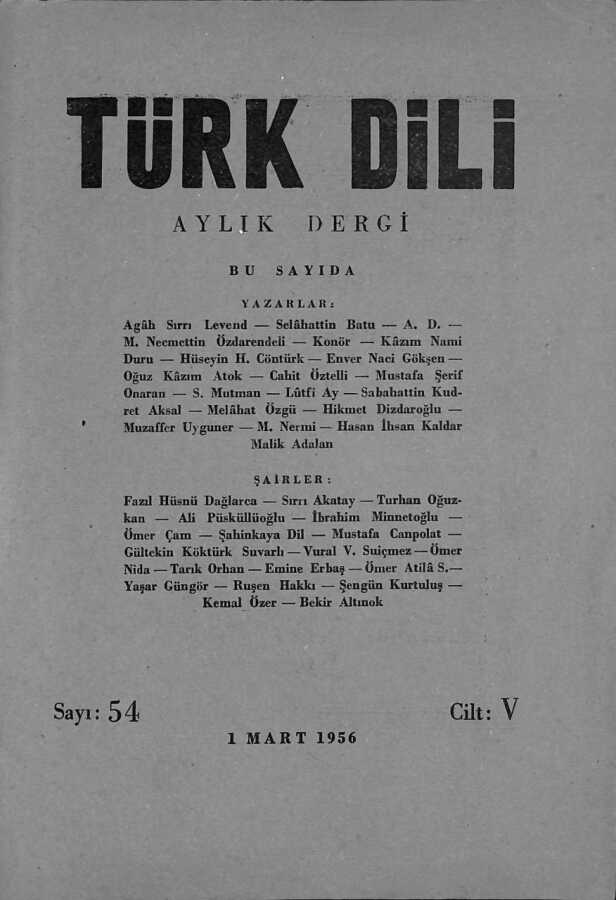 TÜRK DİLİ
AYLIK DERGİ
BU SAYIDA
YAZARLAR:
Agâh Sırrı Levend — Selâhattin Batu — A. D. —
M. Necmettin Özdarendeli — Konör — Kâzım Nami
Duru — Hüseyin H. Cöntürk — Enver Naci Gökşen —
Oğuz Kâzım Atok — Cahit Öztelli — Mustafa Şerif
Onaran — S. Mutman — Lûtfi Ay — Sabahattin Kud-
ret Aksal — Melâhat Özgü — Hikmet Dizdaroğlu —
Muzaffer Uyguner — M. Nermi — Hasan İhsan Kaldar
Malik Adalan
ŞAİRLER:
Fazıl Hüsnü Dağlarca — Sırrı Akatay — Turhan Oğuz-
kan — Ali Püsküllüoğlu — İbrahim Minnetoğlu —
Ömer Çam — Şahinkaya Dil — Mustafa Canpolat —
Gültekin Köktürk Suvarlı — Vural V. Suiçmez — Ömer
Nida — Tarık Orhan — Emine Erbaş — Ömer Atilâ S.—
Yaşar Güngör — Ruşen Hakkı — Şengün Kurtuluş —
Kemal Özer — Bekir Altınok
Sayı: 54 Cilt: V
1 MART 1956